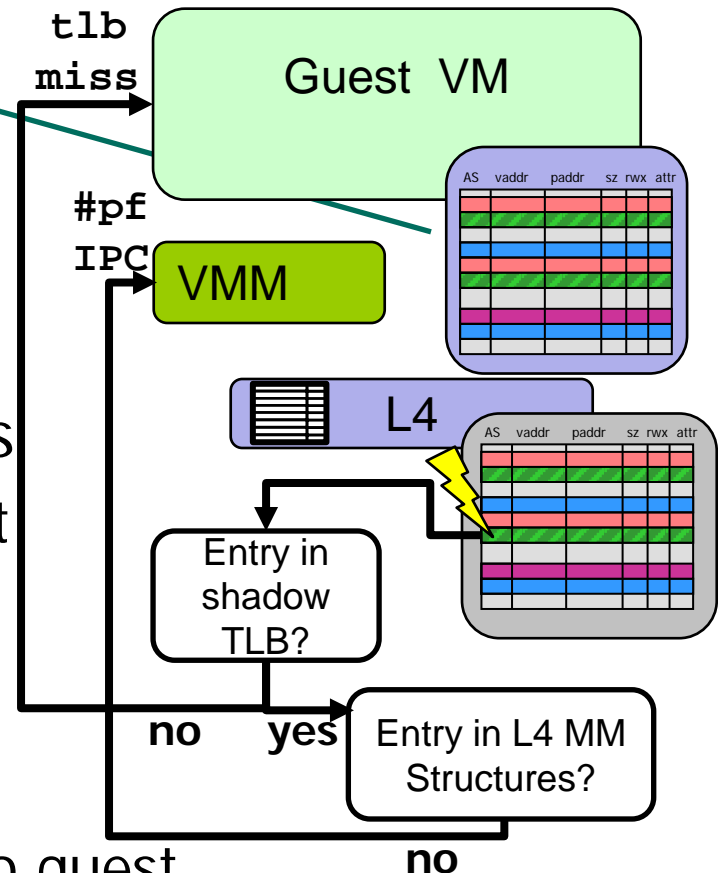 tlb
miss
Guest VM
AS vaddr paddr sz rwx attr
#pf
IPC
VMM
L4
AS vaddr paddr sz rwx attr
s
t
Entry in
shadow
TLB?
no yes
Entry in L4 MM
Structures?
no
guest